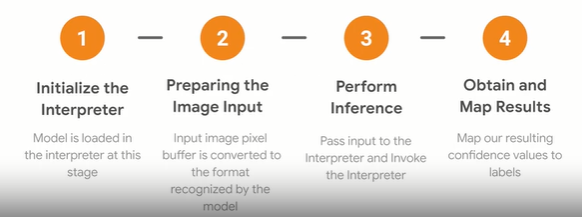 1
2
3
4
Initialize the
Interpreter
Model is loaded in
the interpreter at this
stage
Preparing the
Image Input
Input image pixel
buffer is converted to
the format
recognized by the
model
Perform
Inference
Pass input to the
Interpreter and Invoke
the Interpreter
Obtain and
Map Results
Map our resulting
confidence values to
labels